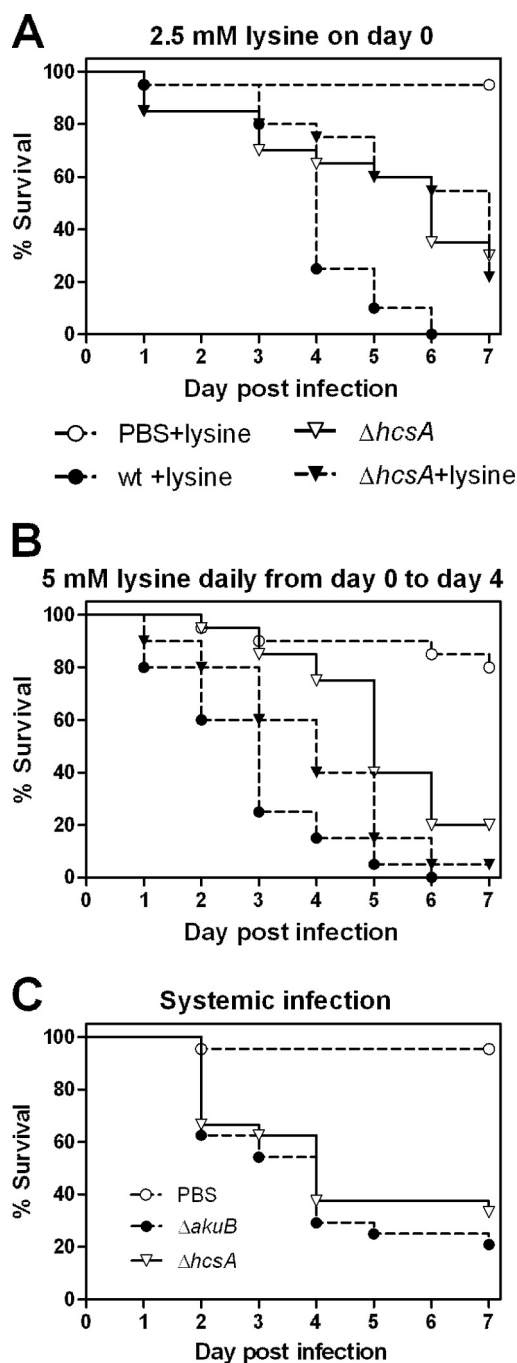 A
2.5 mM lysine on day 0
% Survival
100
80
60
40
20
0
0 1 2 3 4 5 6 7
Day post infection
PBS+lysine
ΔhcsA
wt +lysine
ΔhcsA+lysine
B
5 mM lysine daily from day 0 to day 4
% Survival
100
80
60
40
20
0
0 1 2 3 4 5 6 7
Day post infection
C
Systemic infection
% Survival
100
80
60
40
20
0
PBS
ΔakuB
ΔhcsA
0 1 2 3 4 5 6 7
Day post infection